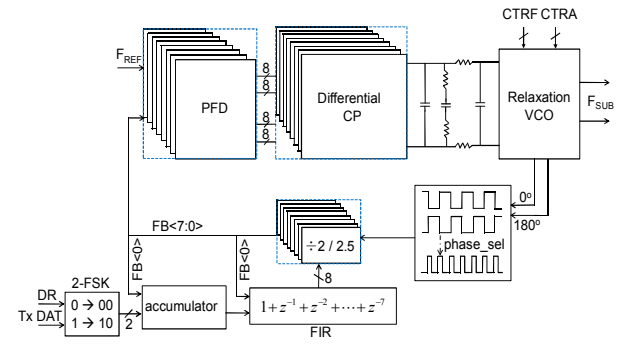 CTRF CTRA
F_REF
PFD
8
8
8
8
Differential
CP
Relaxation
VCO
F_SUB
0º
180º
phase_sel
FB<7:0>
÷2 / 2.5
8
FB<0>
FB<0>
2-FSK
DR
Tx DAT
0 → 00
1 → 10
2
accumulator
1 + z⁻¹ + z⁻² + ⋯ + z⁻⁷
FIR